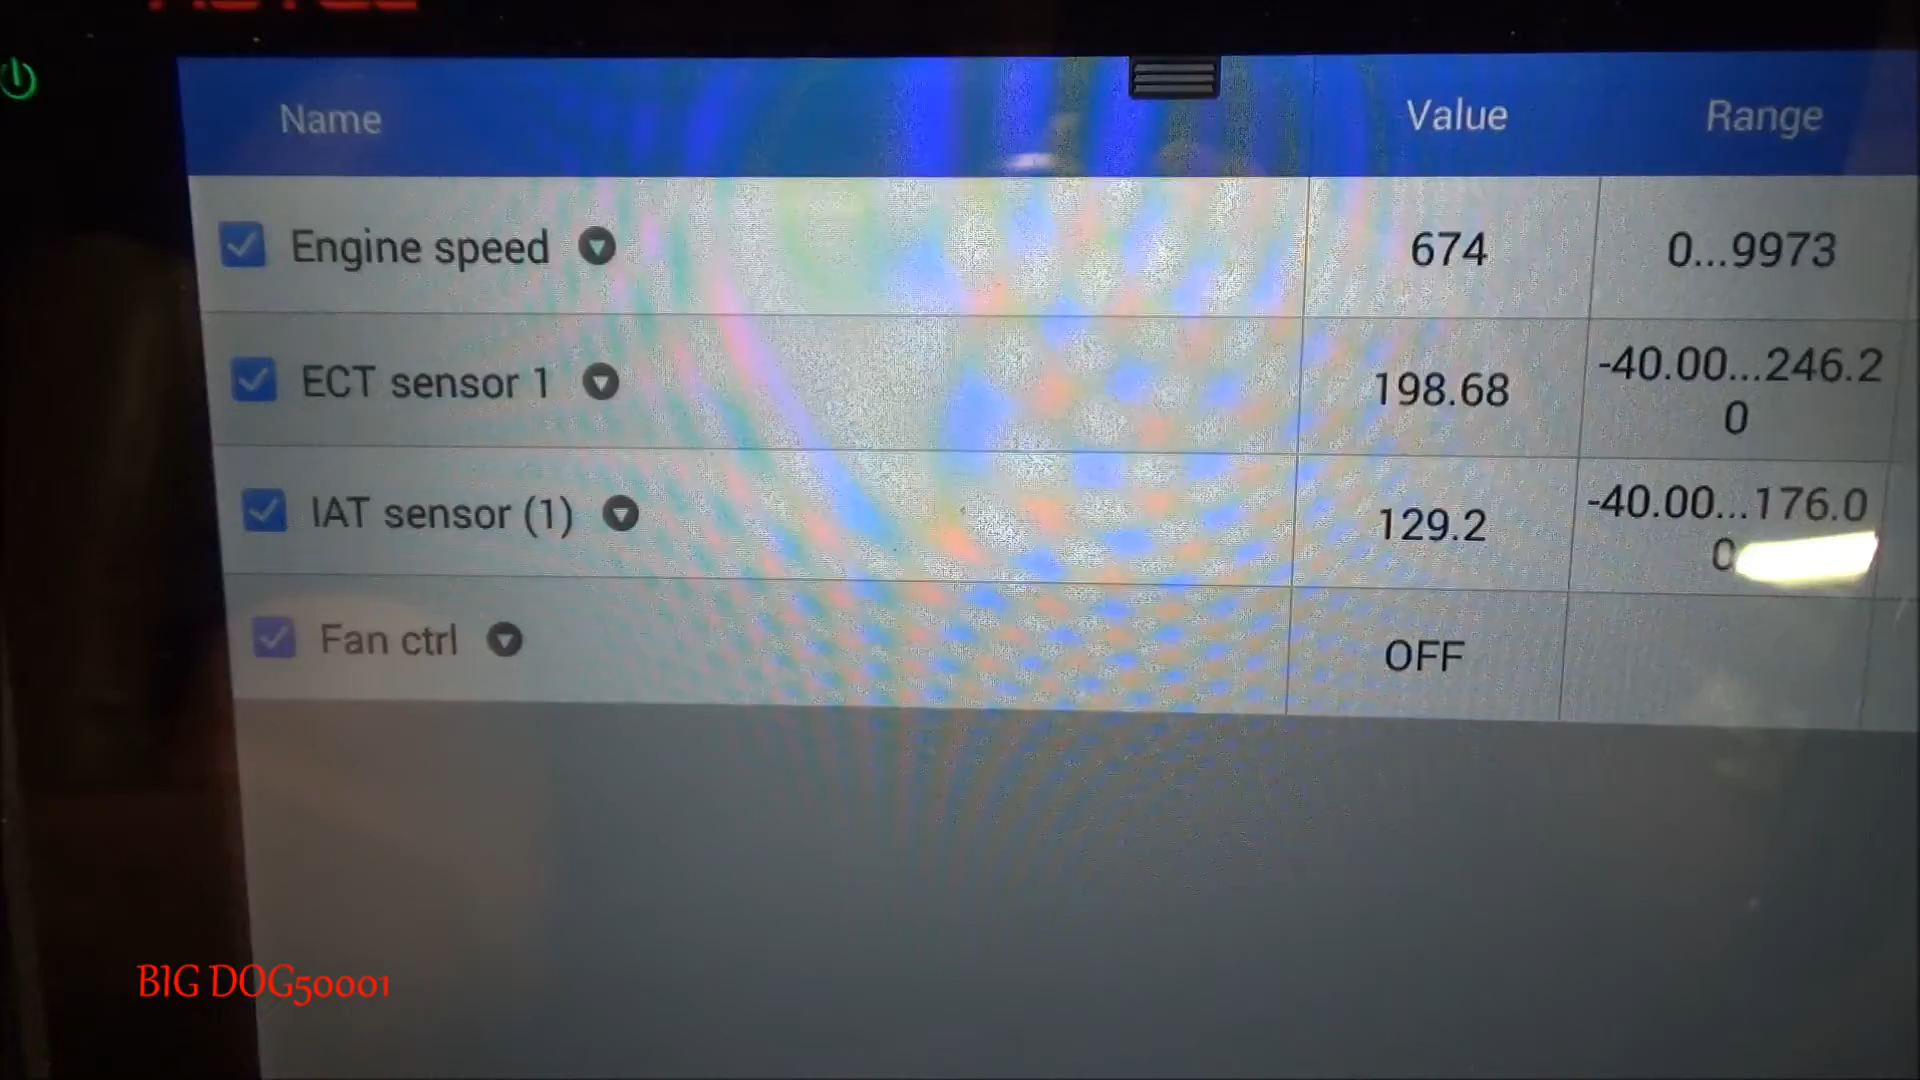 Name Value Range
Engine speed 674 0...9973
ECT sensor 1 198.68 -40.00...246.2
0
IAT sensor (1) 129.2 -40.00...176.0
0
Fan ctrl OFF
BIG DOG50001